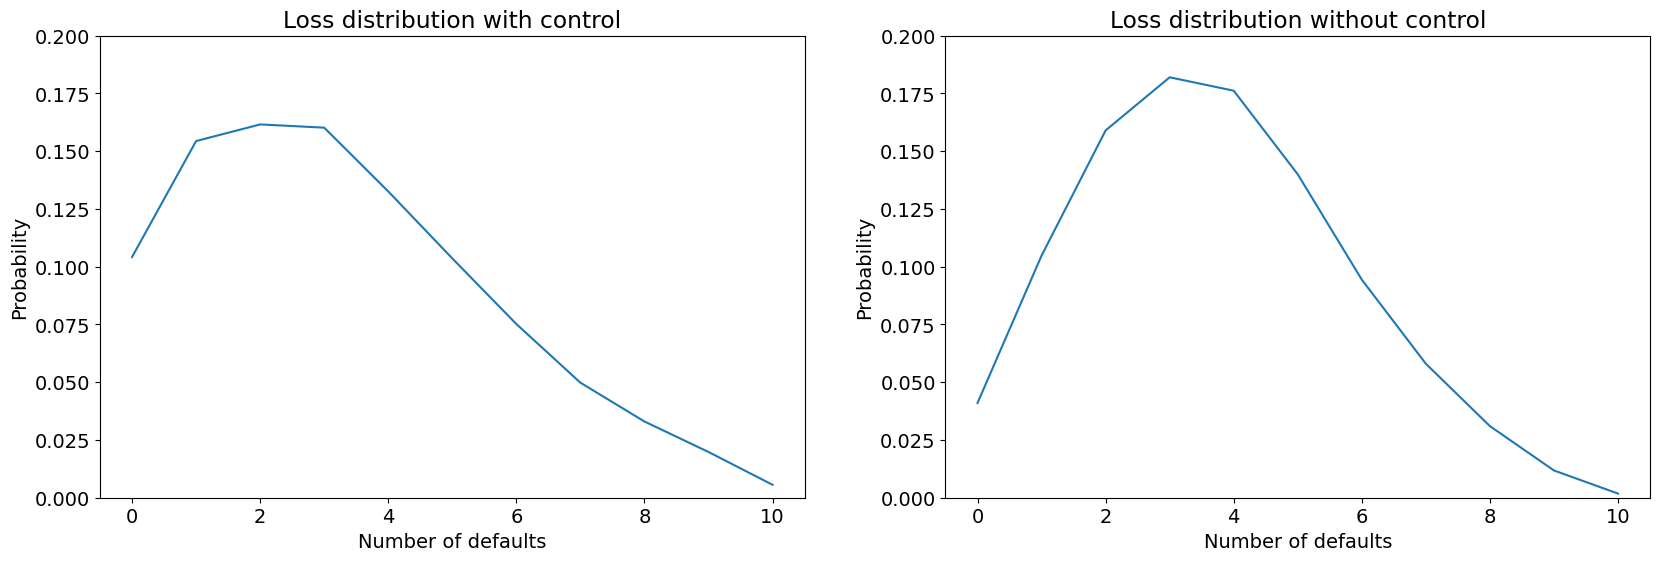 Loss distribution with control
0.200
0.175
0.150
0.125
0.100
0.075
0.050
0.025
0.000
Probability
0 2 4 6 8 10
Number of defaults
Loss distribution without control
0.200
0.175
0.150
0.125
0.100
0.075
0.050
0.025
0.000
Probability
0 2 4 6 8 10
Number of defaults